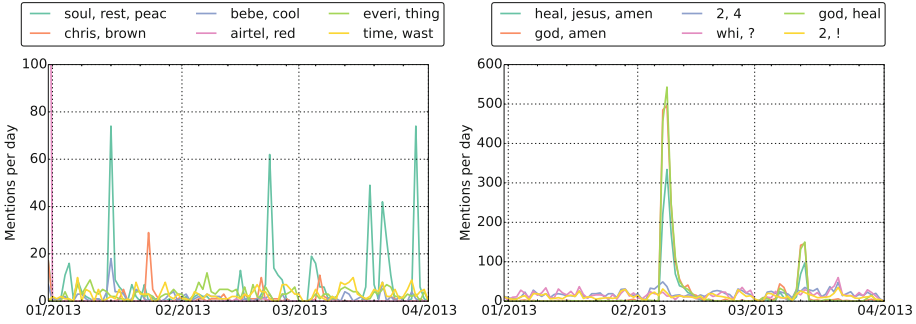 soul, rest, peac bebe, cool everi, thing
chris, brown airtel, red time, wast
Mentions per day
100
80
60
40
20
0
01/2013 02/2013 03/2013 04/2013
heal, jesus, amen 2, 4 god, heal
god, amen whi, ? 2, !
Mentions per day
600
500
400
300
200
100
0
01/2013 02/2013 03/2013 04/2013